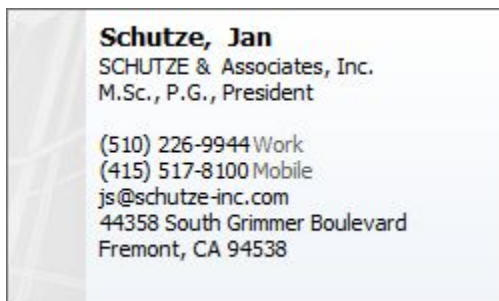 Schutze, Jan
SCHUTZE & Associates, Inc.
M.Sc., P.G., President
(510) 226-9944 Work
(415) 517-8100 Mobile
js@schutze-inc.com
44358 South Grimmer Boulevard
Fremont, CA 94538